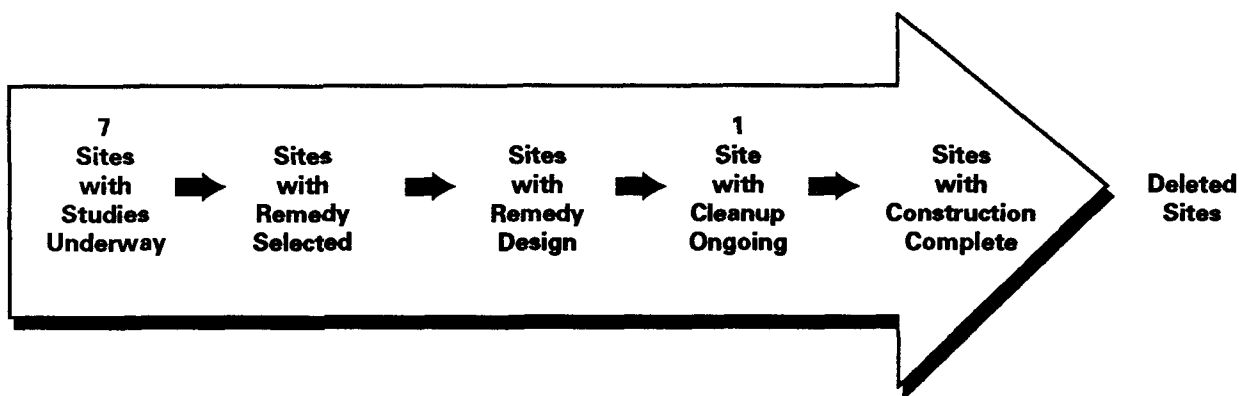 7
Sites
with
Studies
Underway
Sites
with
Remedy
Selected
Sites
with
Remedy
Design
1
Site
with
Cleanup
Ongoing
Sites
with
Construction
Complete
Deleted
Sites